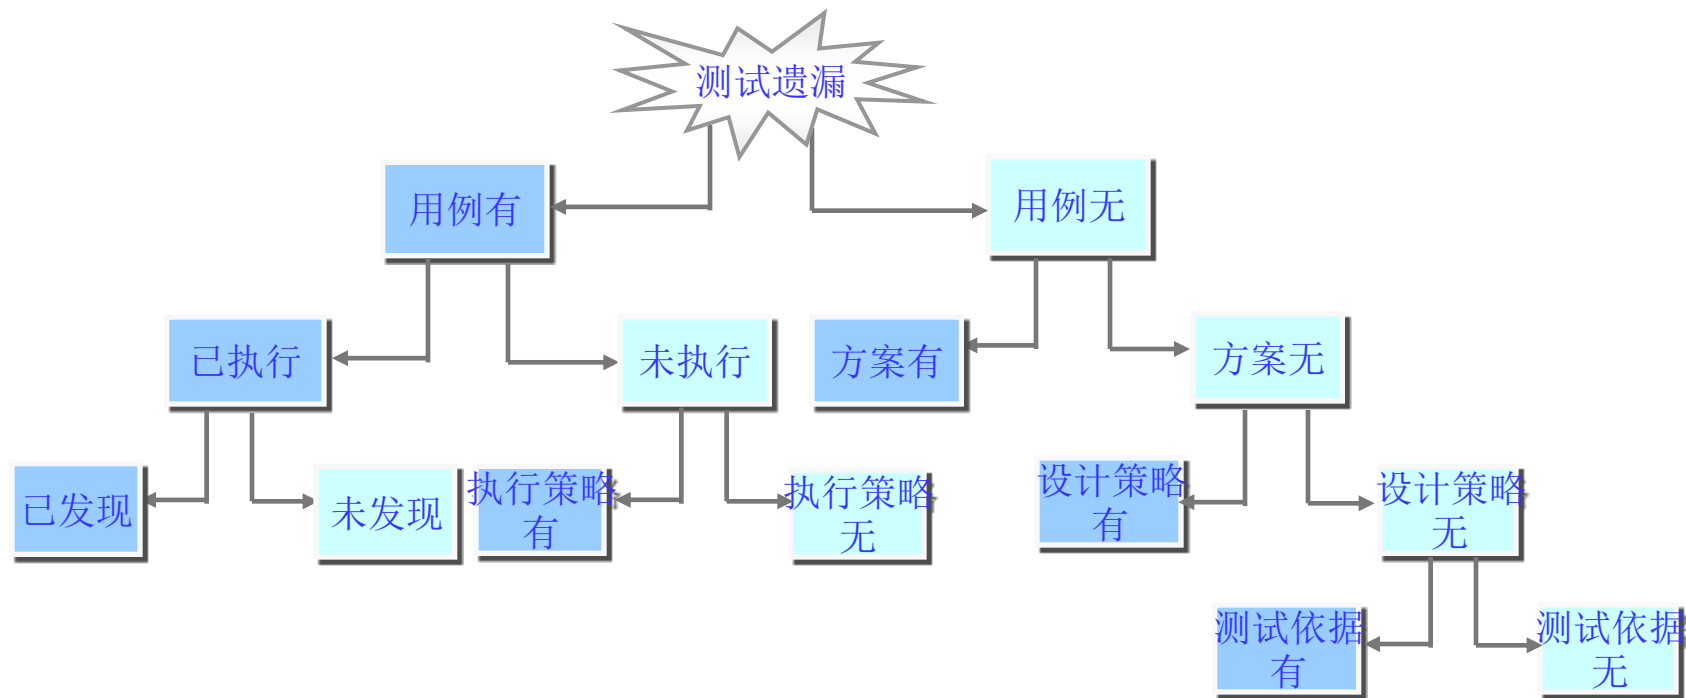 测试遗漏
用例有
用例无
已执行
未执行
方案有
方案无
已发现
未发现
执行策略
有
执行策略
无
设计策略
有
设计策略
无
测试依据
有
测试依据
无